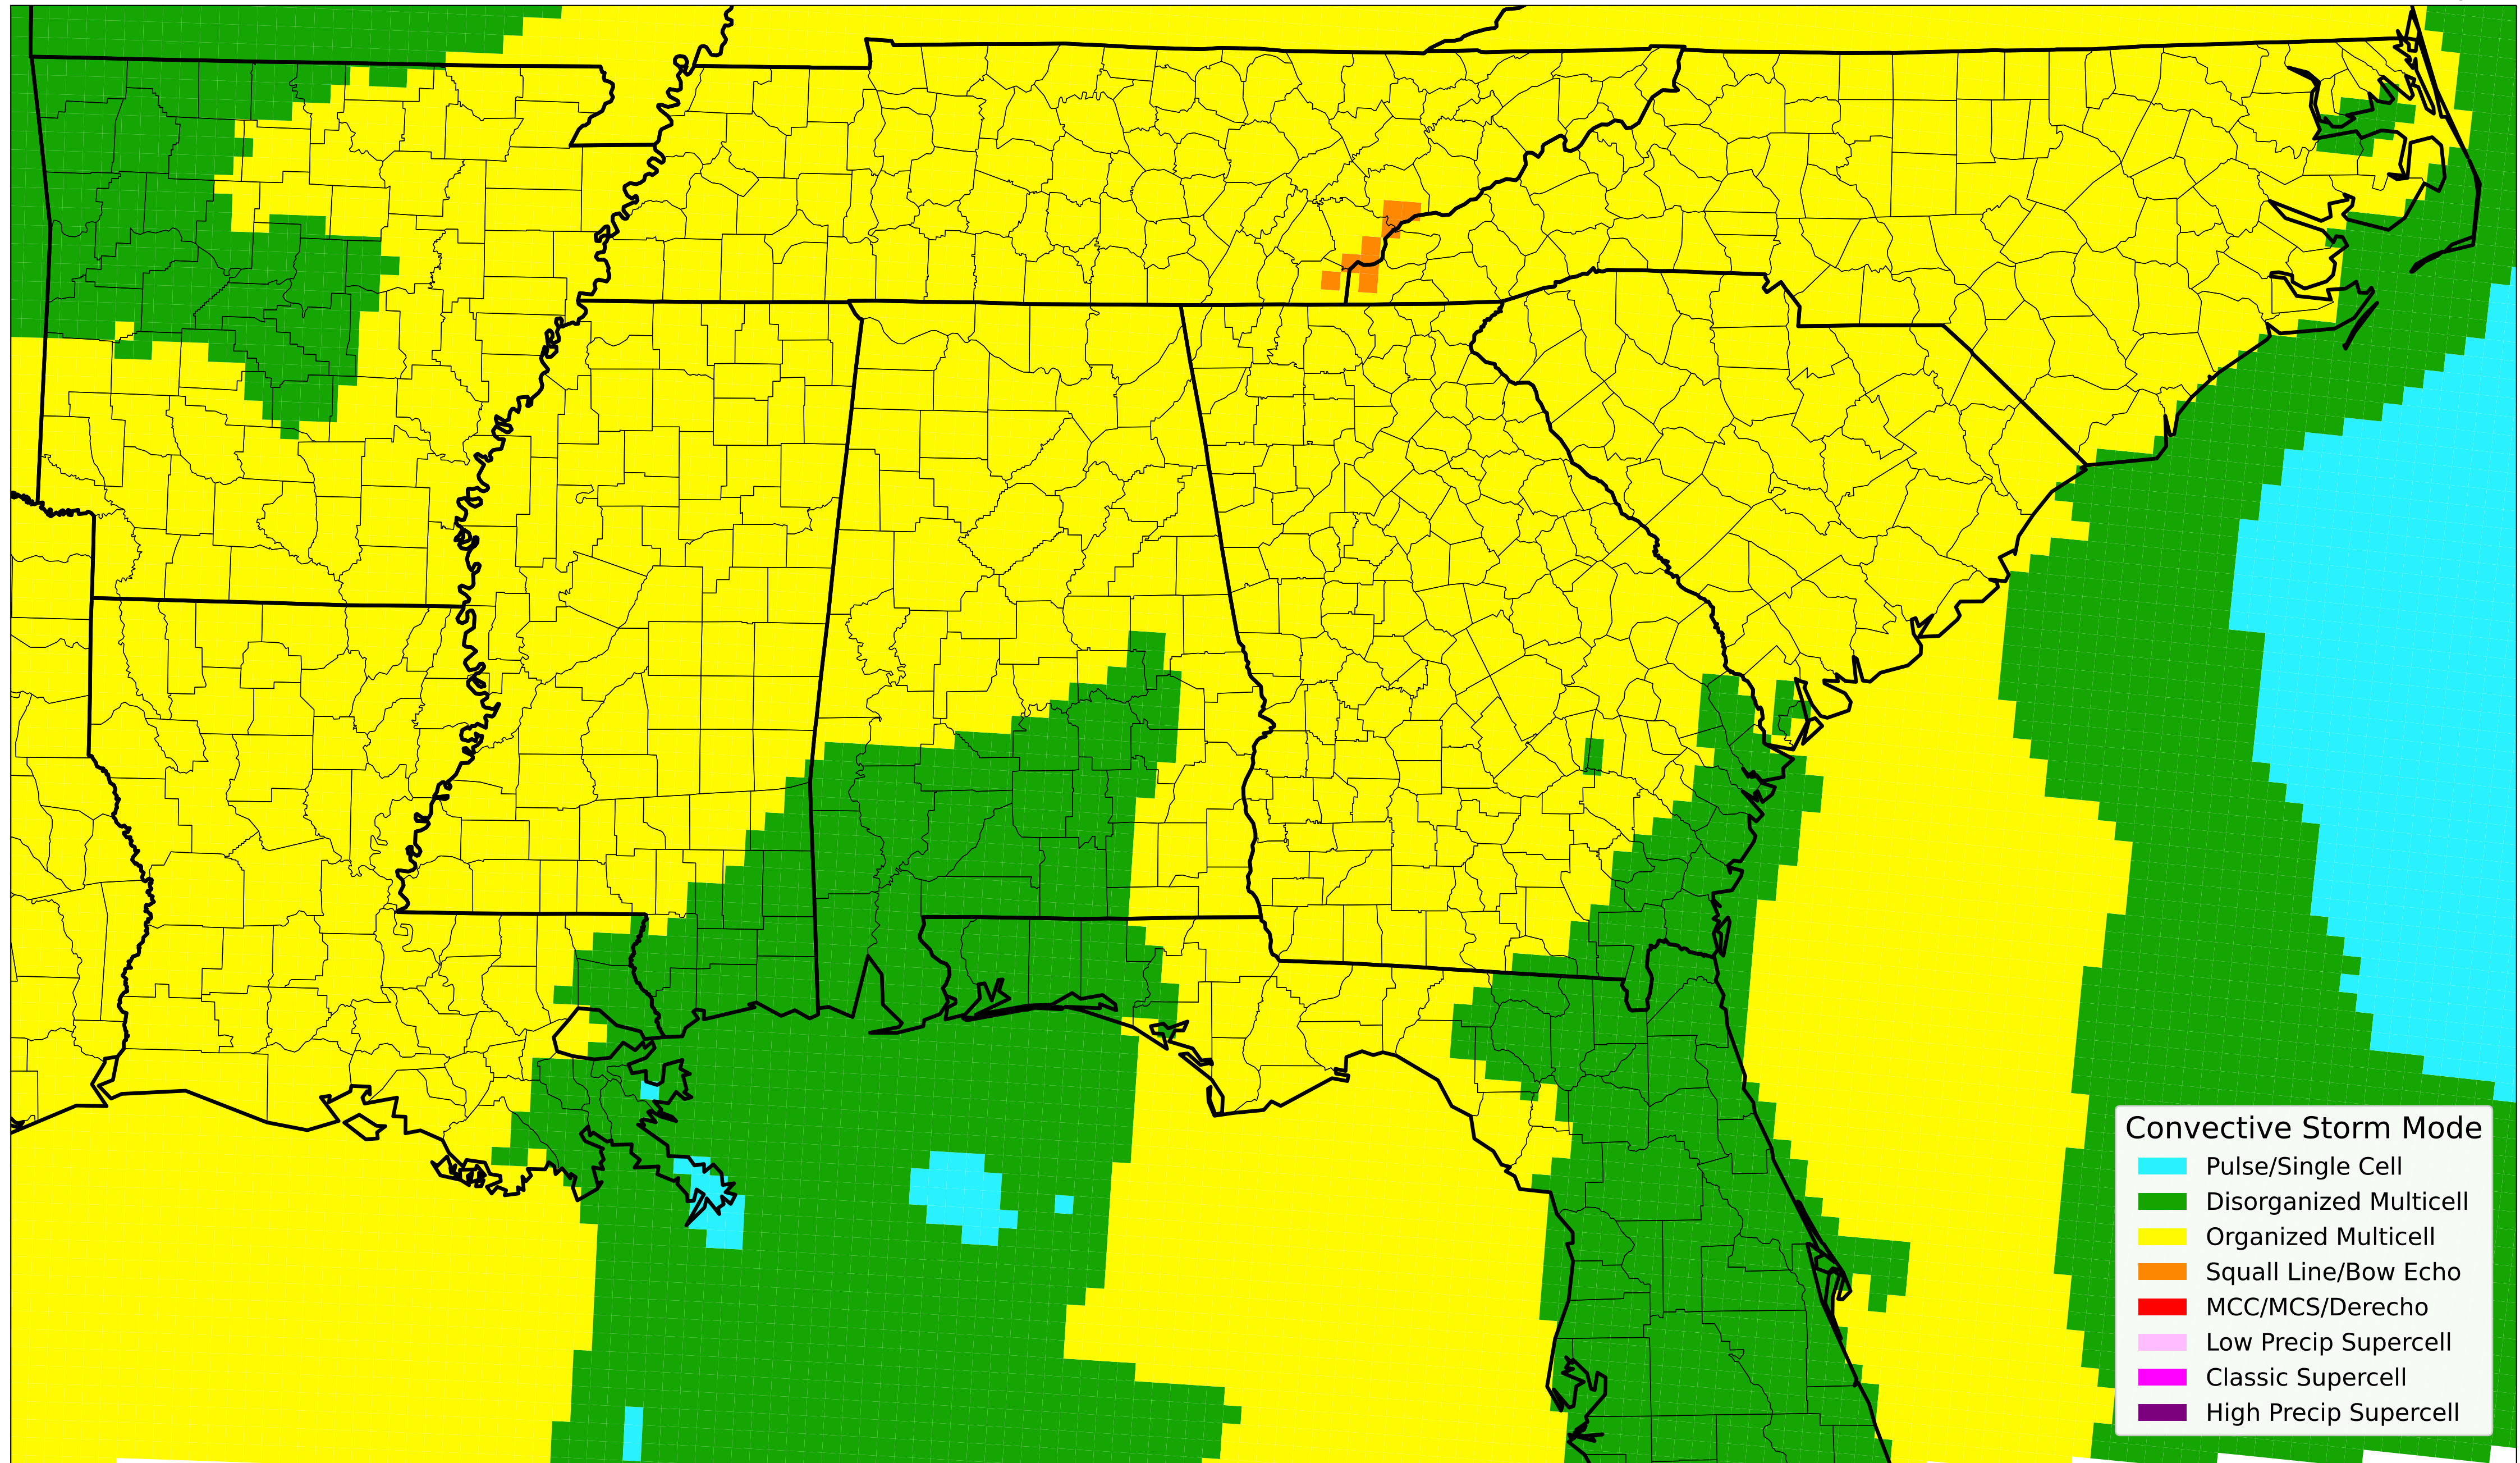 Convective Storm Mode
Pulse/Single Cell
Disorganized Multicell
Organized Multicell
Squall Line/Bow Echo
MCC/MCS/Derecho
Low Precip Supercell
Classic Supercell
High Precip Supercell